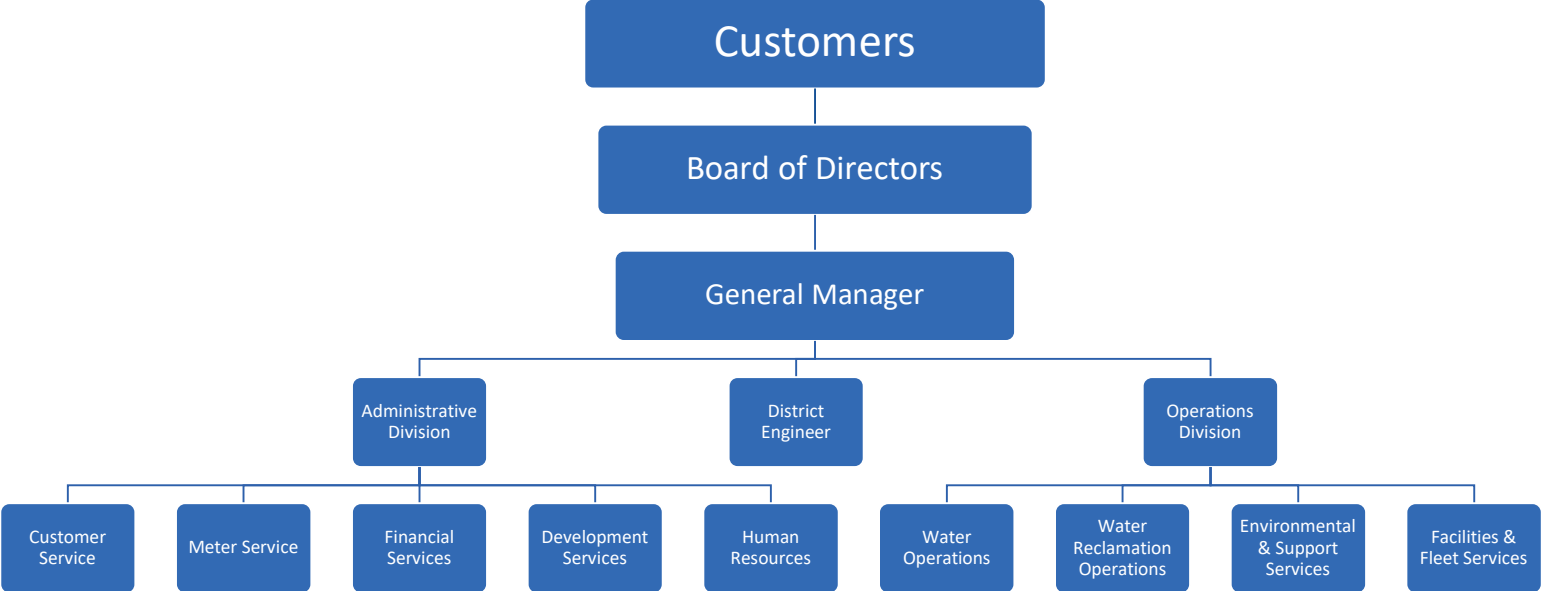 Customers
Board of Directors
General Manager
Administrative
Division
District
Engineer
Operations
Division
Customer
Service
Meter Service
Financial
Services
Development
Services
Human
Resources
Water
Operations
Water
Reclamation
Operations
Environmental
& Support
Services
Facilities &
Fleet Services